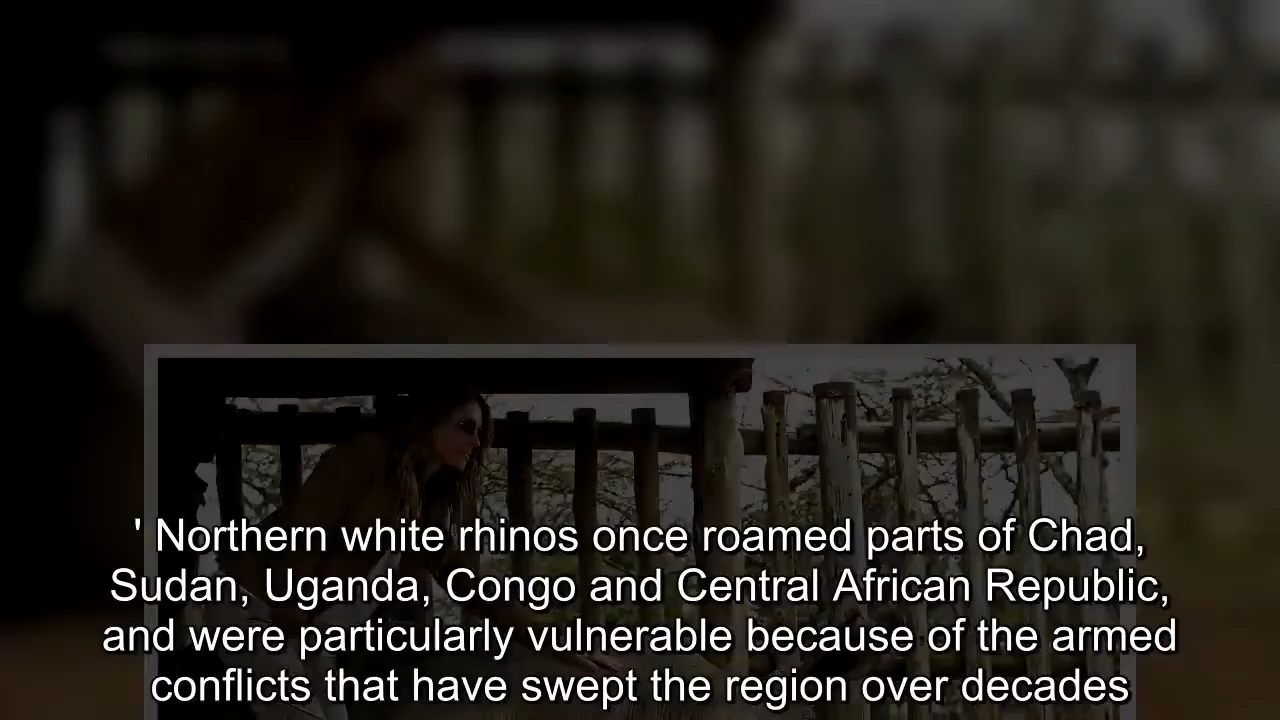 ' Northern white rhinos once roamed parts of Chad,
Sudan, Uganda, Congo and Central African Republic,
and were particularly vulnerable because of the armed
conflicts that have swept the region over decades